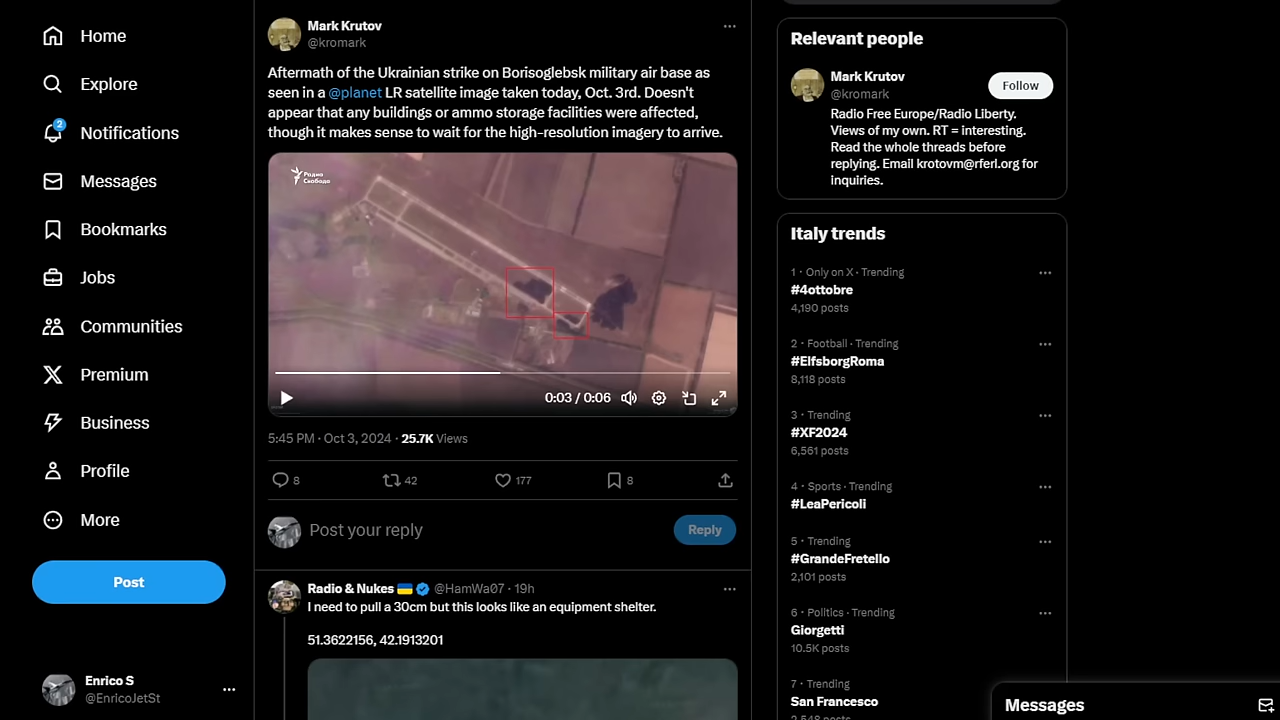 Home
Explore
2
Notifications
Messages
Bookmarks
Jobs
Communities
Premium
Business
Profile
More
Post
Enrico S
@EnricoJetSt
Mark Krutov
@kromark
Aftermath of the Ukrainian strike on Borisoglebsk military air base as
seen in a @planet LR satellite image taken today, Oct. 3rd. Doesn't
appear that any buildings or ammo storage facilities were affected,
though it makes sense to wait for the high-resolution imagery to arrive.
Радио
Свобода
0:03 / 0:06
5:45 PM · Oct 3, 2024 · 25.7K Views
8
42
177
8
Post your reply
Reply
Radio & Nukes @HamWa07 · 19h
I need to pull a 30cm but this looks like an equipment shelter.
51.3622156, 42.1913201
Relevant people
Mark Krutov
@kromark
Follow
Radio Free Europe/Radio Liberty.
Views of my own. RT = interesting.
Read the whole threads before
replying. Email krotovm@rferl.org for
inquiries.
Italy trends
1 · Only on X · Trending
#4ottobre
4,190 posts
2 · Football · Trending
#ElfsborgRoma
8,118 posts
3 · Trending
#XF2024
6,561 posts
4 · Sports · Trending
#LeaPericoli
5 · Trending
#GrandeFretello
2,101 posts
6 · Politics · Trending
Giorgetti
10.5K posts
7 · Trending
San Francesco
2,548 posts
Messages